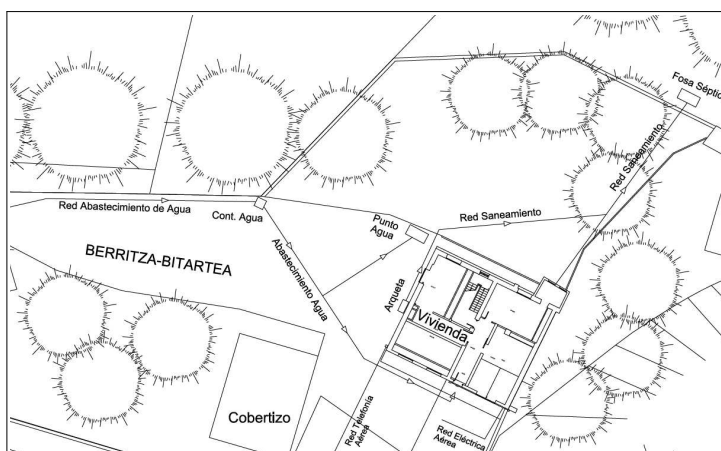 Fosa Séptic
Red Saneamiento
Red Abastecimiento de Agua
Cont. Agua
Punto
Agua
Red Saneamiento
BERRITZA-BITARTEA
Abastecimiento Agua
Arqueta
Vivienda
Cobertizo
Red Telefonía
Aérea
Red Eléctrica
Aérea